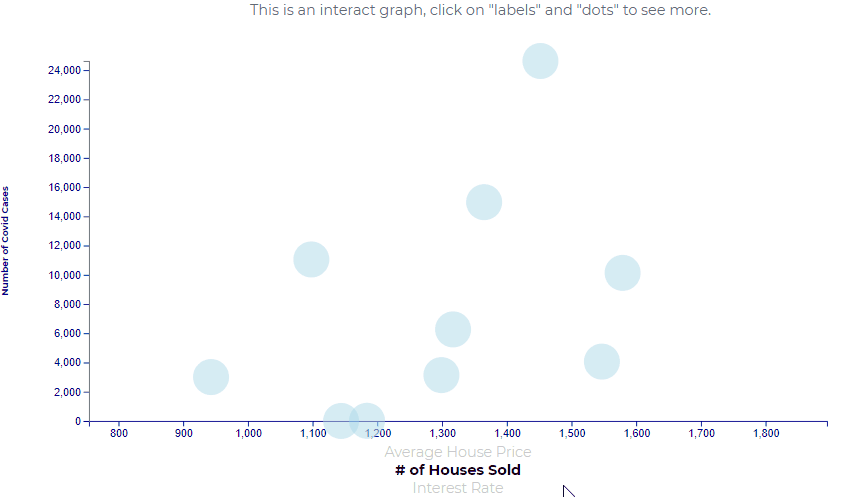 This is an interact graph, click on "labels" and "dots" to see more.
24,000
22,000
20,000
18,000
16,000
14,000
12,000
10,000
8,000
6,000
4,000
2,000
0
Number of Covid Cases
800 900 1,000 1,100 1,200 1,300 1,400 1,500 1,600 1,700 1,800
Average House Price
# of Houses Sold
Interest Rate